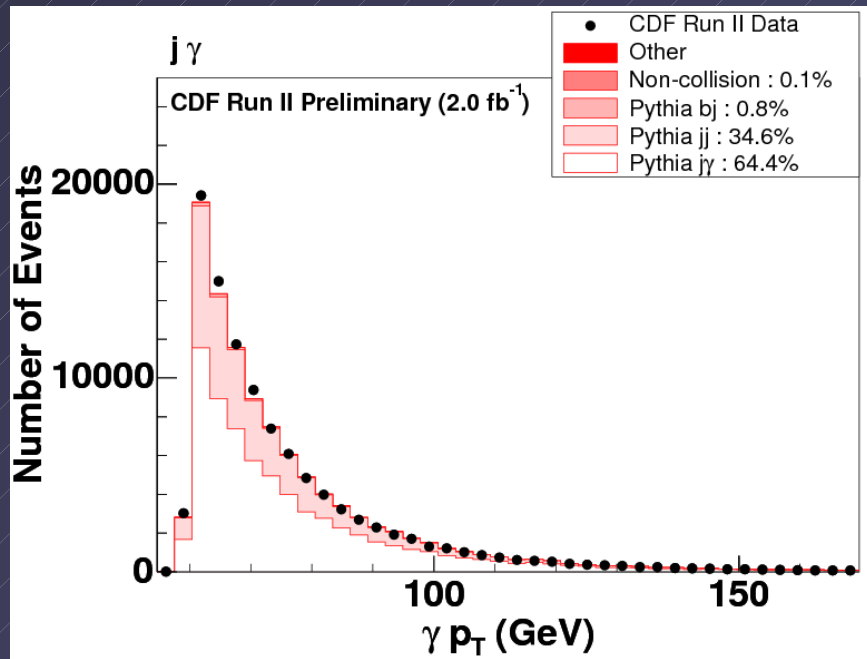 j γ
CDF Run II Preliminary (2.0 fb⁻¹)
CDF Run II Data
Other
Non-collision : 0.1%
Pythia bj : 0.8%
Pythia jj : 34.6%
Pythia jγ : 64.4%
Number of Events
20000
10000
0
100
150
γ p_T (GeV)